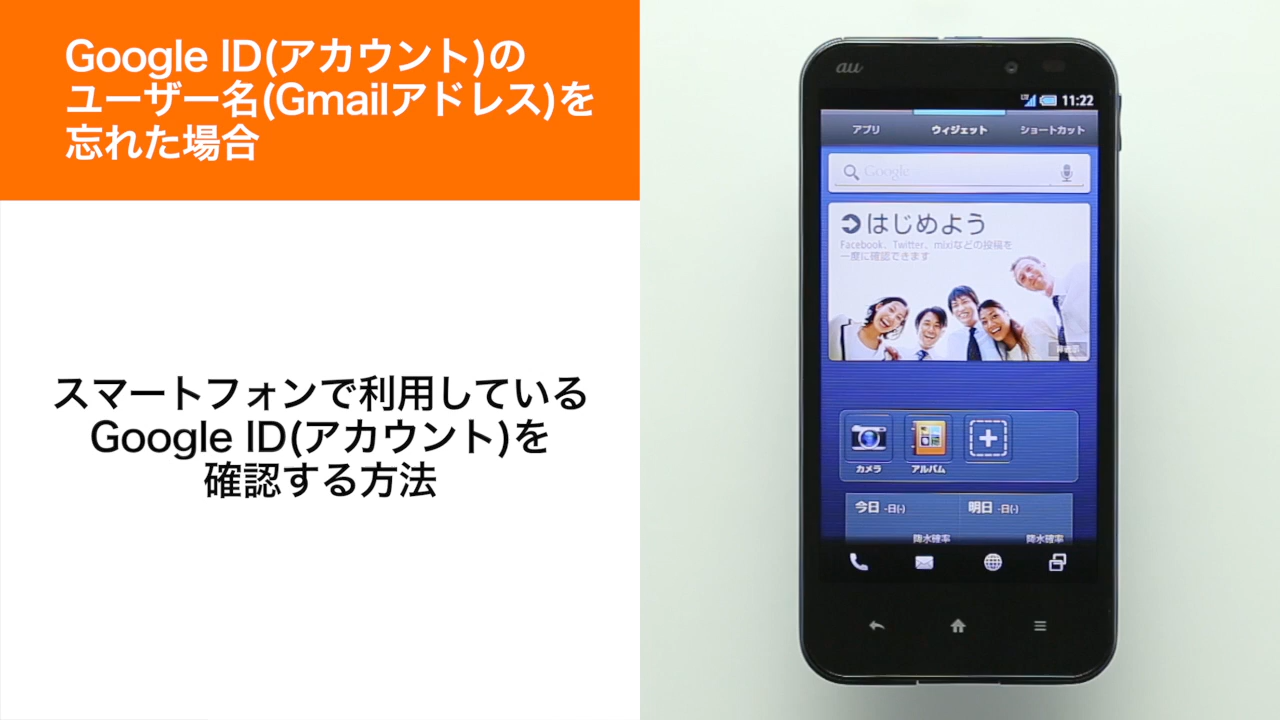 Google ID(アカウント)の
ユーザー名(Gmailアドレス)を
忘れた場合
スマートフォンで利用している
Google ID(アカウント)を
確認する方法
au
LTE 11:22
アプリ ウィジェット ショートカット
Google
はじめよう
Facebook、Twitter、mixiなどの投稿を
一度に確認できます
非表示
カメラ アルバム
今日 -日(-) 明日 -日(-)
降水確率 降水確率